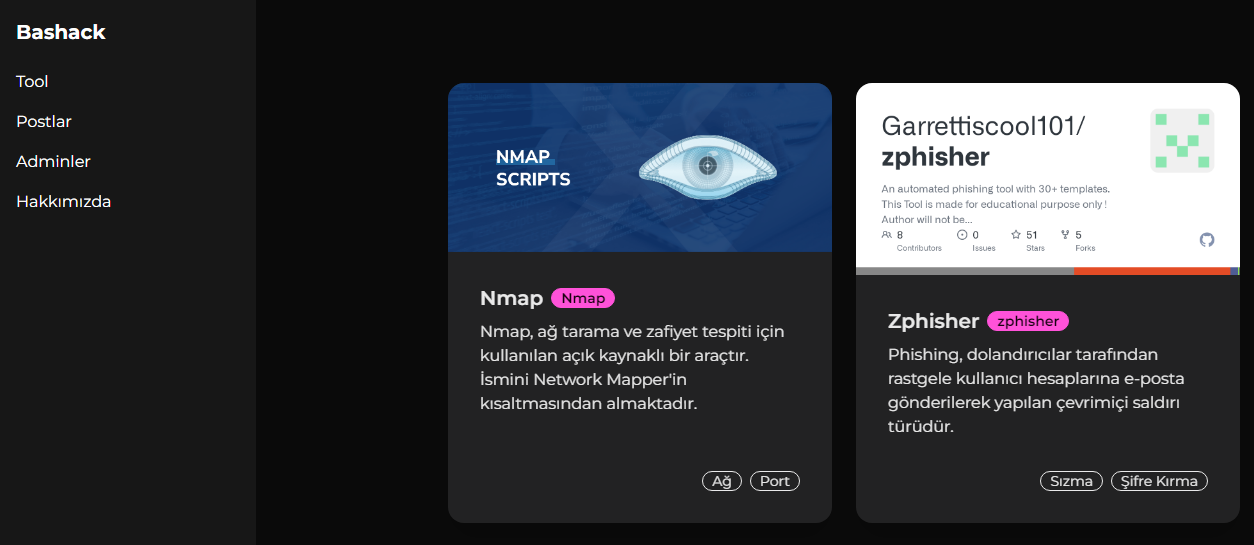 Bashack
Tool
Postlar
Adminler
Hakkımızda
NMAP
SCRIPTS
Nmap Nmap
Nmap, ağ tarama ve zafiyet tespiti için
kullanılan açık kaynaklı bir araçtır.
İsmini Network Mapper'in
kısaltmasından almaktadır.
Ağ Port
Garrettiscool101/
zphisher
An automated phishing tool with 30+ templates.
This Tool is made for educational purpose only !
Author will not be...
8 0 51 5
Contributors Issues Stars Forks
Zphisher zphisher
Phishing, dolandırıcılar tarafından
rastgele kullanıcı hesaplarına e-posta
gönderilerek yapılan çevrimiçi saldırı
türüdür.
Sızma Şifre Kırma